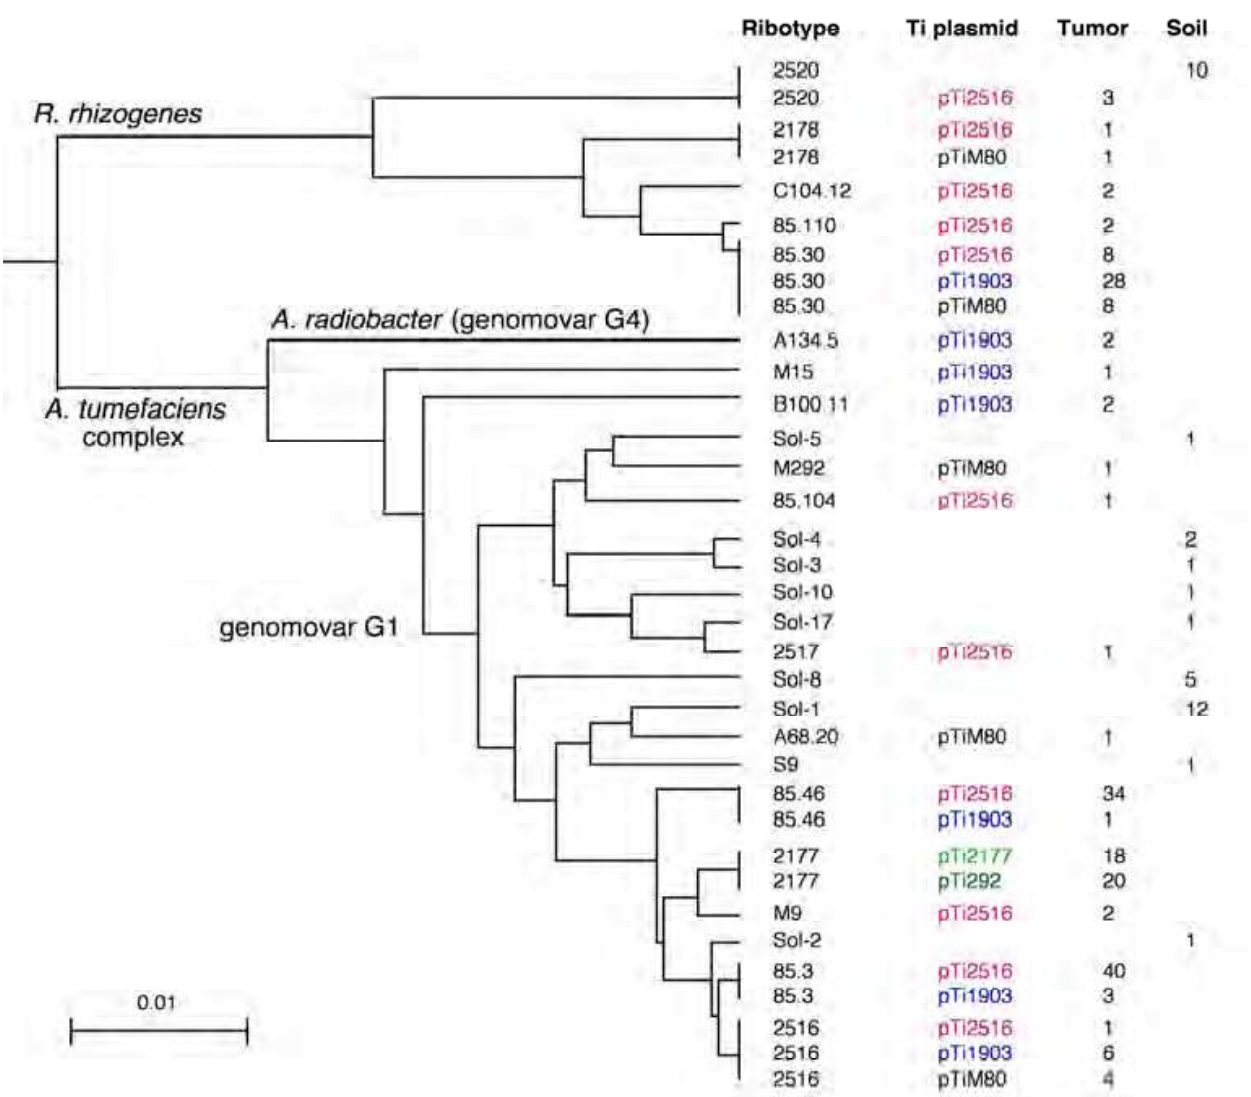 Ribotype Ti plasmid Tumor Soil
2520 10
2520 pTi2516 3
R. rhizogenes
2178 pTi2516 1
2178 pTiM80 1
C104.12 pTi2516 2
85.110 pTi2516 2
85.30 pTi2516 8
85.30 pTi1903 28
85.30 pTiM80 8
A. radiobacter (genomovar G4)
A134.5 pTi1903 2
M15 pTi1903 1
A. tumefaciens
complex
B100.11 pTi1903 2
Sol-5 1
M292 pTiM80 1
85.104 pTi2516 1
Sol-4 2
Sol-3 1
Sol-10 1
Sol-17 1
genomovar G1
2517 pTi2516 1
Sol-8 5
Sol-1 12
A68.20 pTiM80 1
S9 1
85.46 pTi2516 34
85.46 pTi1903 1
2177 pTi2177 18
2177 pTi292 20
M9 pTi2516 2
Sol-2 1
85.3 pTi2516 40
85.3 pTi1903 3
0.01
2516 pTi2516 1
2516 pTi1903 6
2516 pTiM80 4